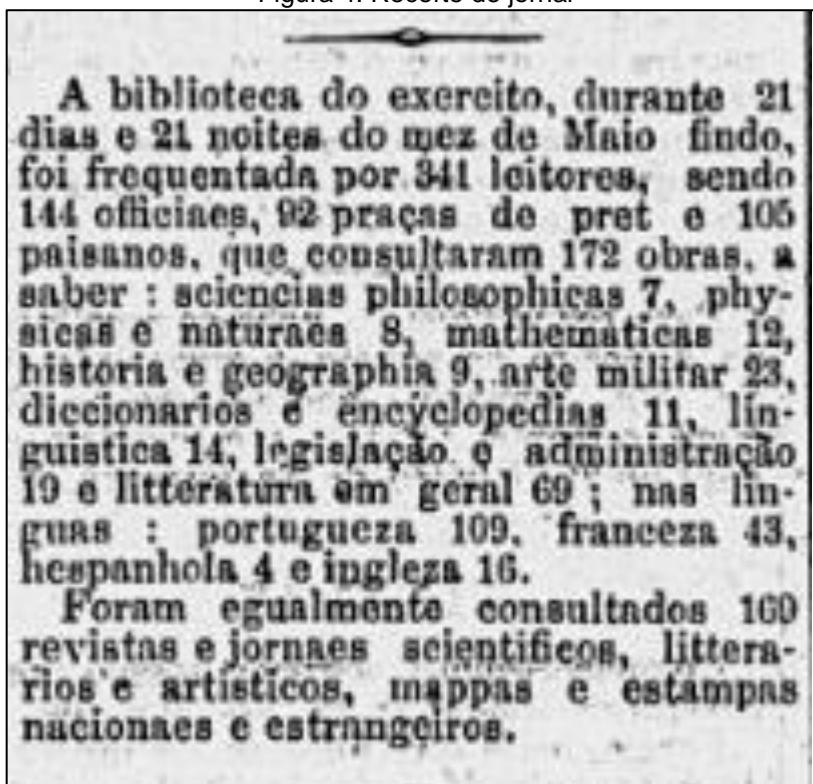 Figura 4: Recorte do jornal
A biblioteca do exercito, durante 21
dias e 21 noites do mez de Maio findo,
foi frequentada por 341 leitores, sendo
144 officiaes, 92 praças de pret e 105
paisanos, que consultaram 172 obras, a
saber : sciencias philosophicas 7, phy-
sicas e naturaes 8, mathematicas 12,
historia e geographia 9, arte militar 23,
diccionarios e encyclopedias 11, lin-
guistica 14, legislação e administração
19 e litteratura em geral 69 ; nas lin-
guas : portugueza 109, franceza 43,
hespanhola 4 e ingleza 16.
Foram egualmente consultados
revistas e jornaes scientificos, littera-
rios e artisticos, mappas e estampas
nacionaes e estrangeiros.